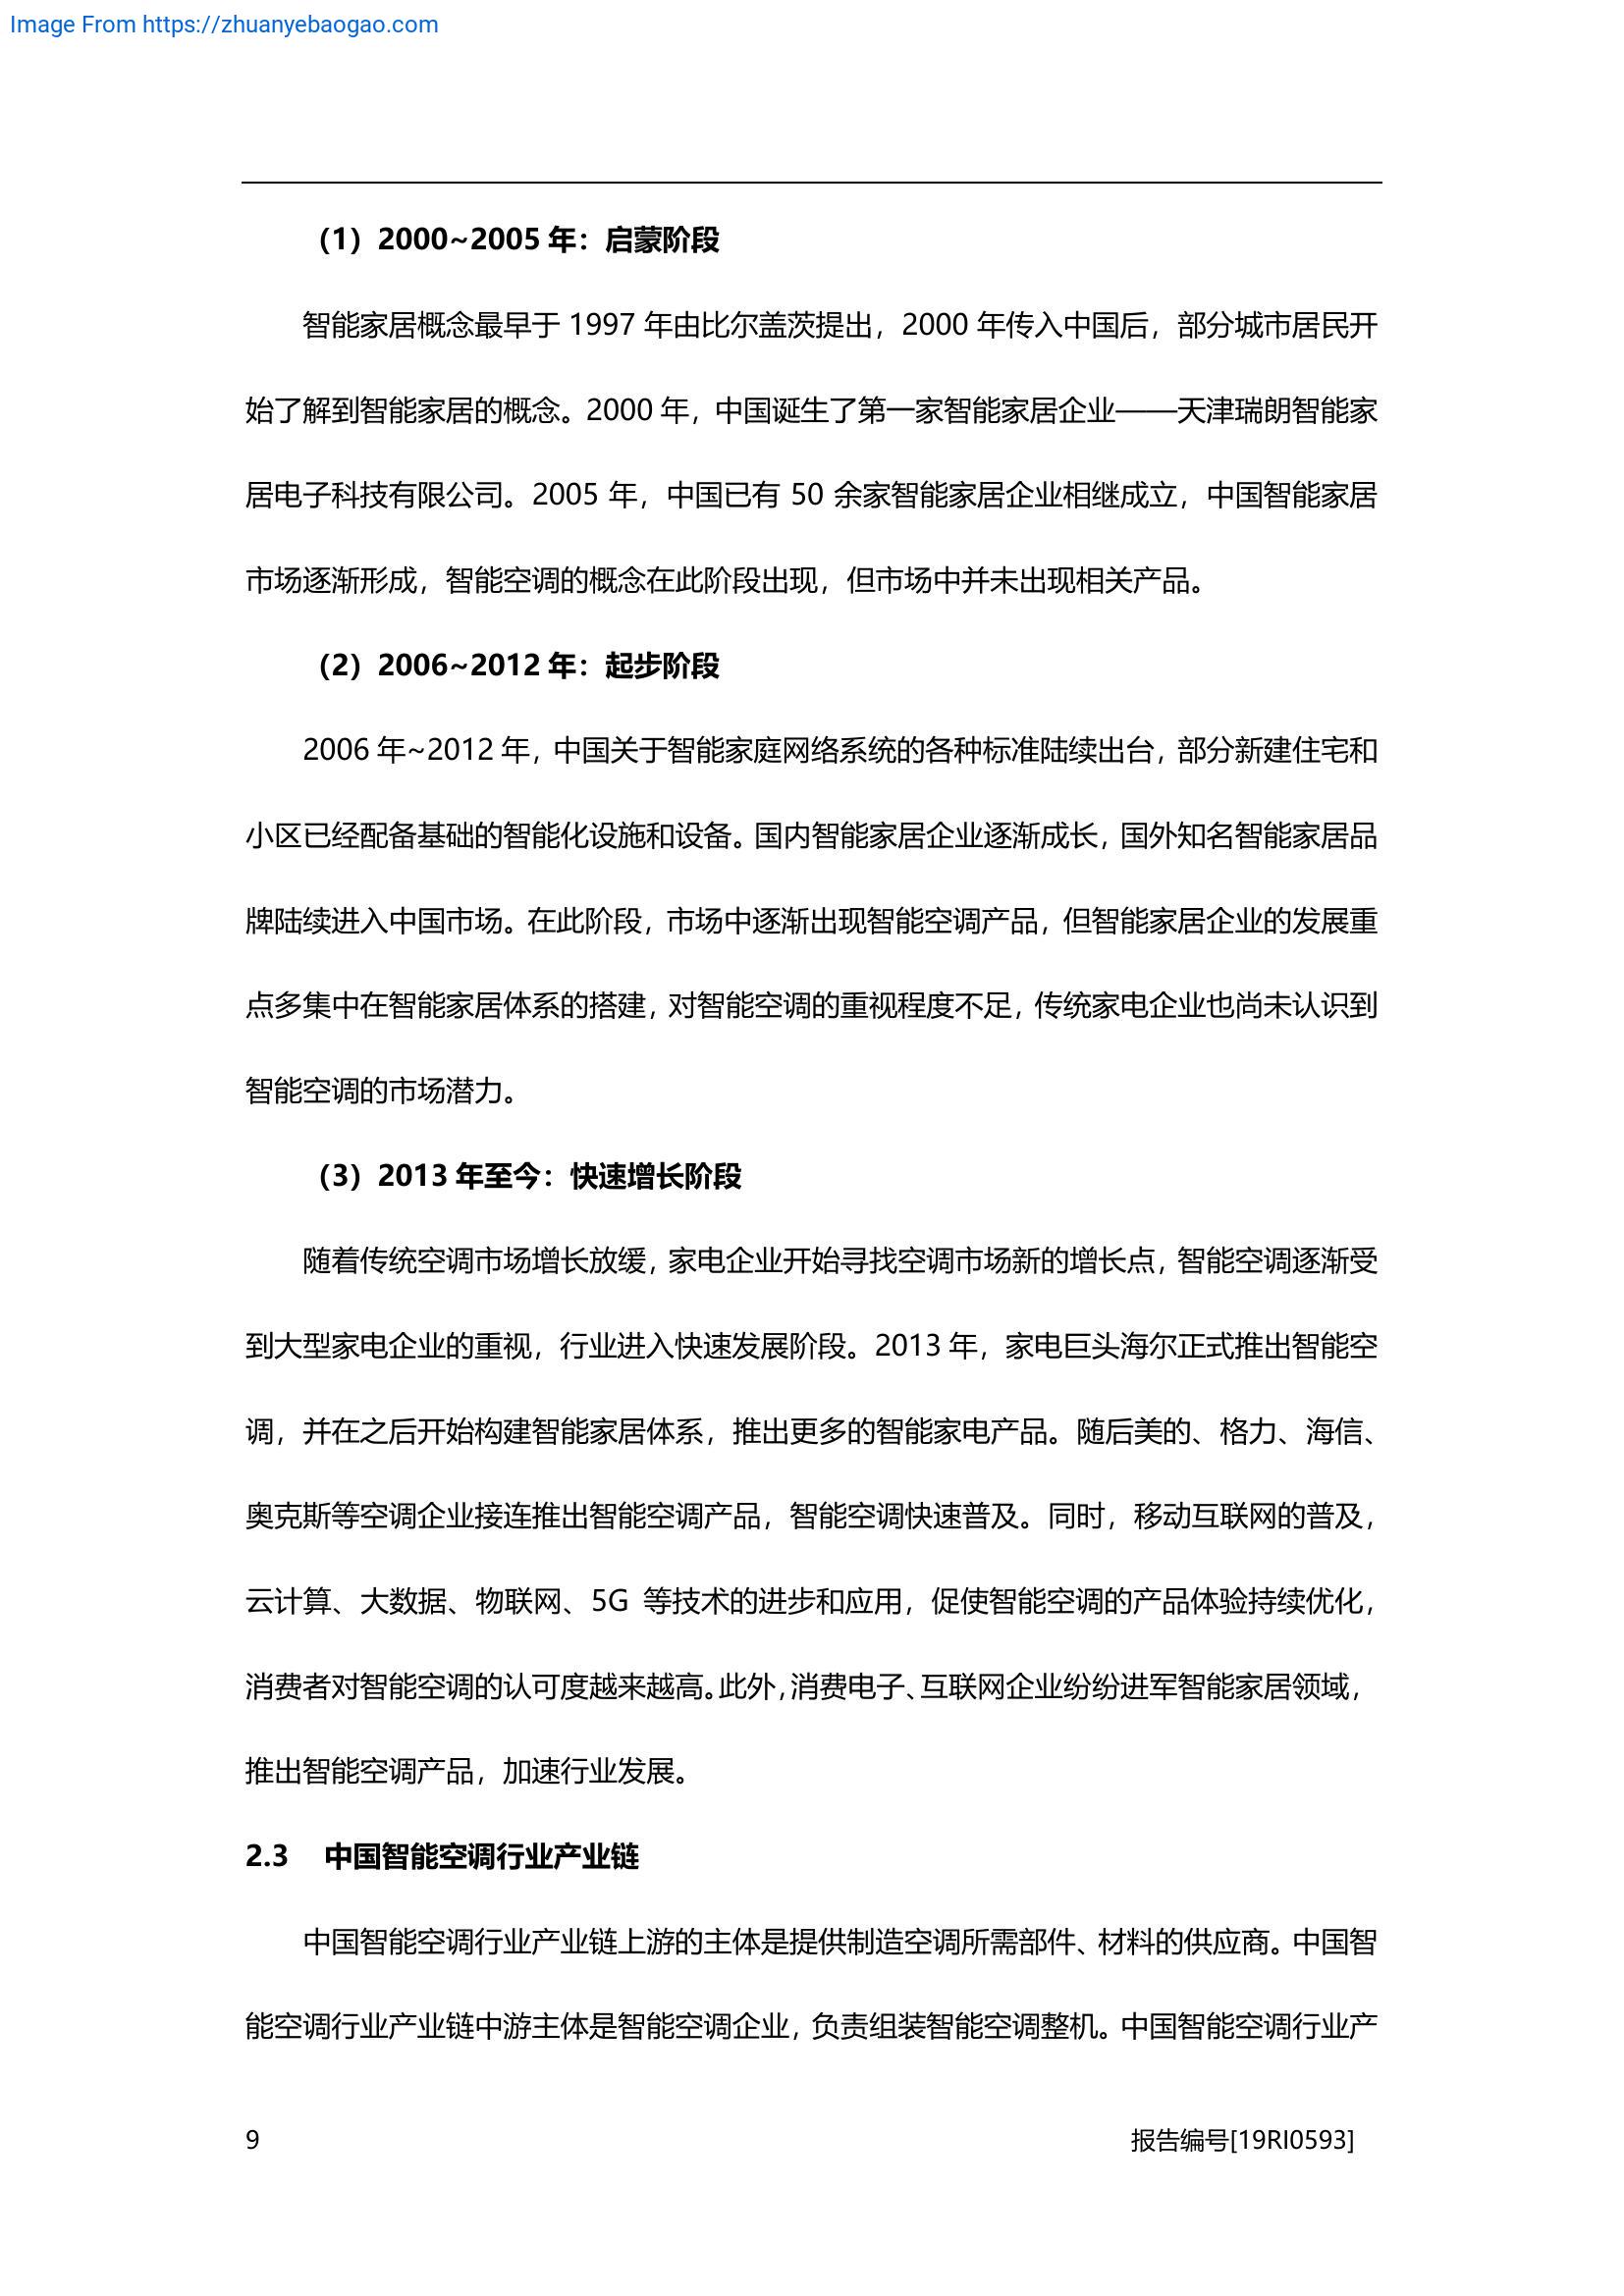 Image From https://zhuanyebaogao.com
（1）2000~2005 年：启蒙阶段
智能家居概念最早于 1997 年由比尔盖茨提出，2000 年传入中国后，部分城市居民开
始了解到智能家居的概念。2000 年，中国诞生了第一家智能家居企业——天津瑞朗智能家
居电子科技有限公司。2005 年，中国已有 50 余家智能家居企业相继成立，中国智能家居
市场逐渐形成，智能空调的概念在此阶段出现，但市场中并未出现相关产品。
（2）2006~2012 年：起步阶段
2006 年~2012 年，中国关于智能家庭网络系统的各种标准陆续出台，部分新建住宅和
小区已经配备基础的智能化设施和设备。国内智能家居企业逐渐成长，国外知名智能家居品
牌陆续进入中国市场。在此阶段，市场中逐渐出现智能空调产品，但智能家居企业的发展重
点多集中在智能家居体系的搭建，对智能空调的重视程度不足，传统家电企业也尚未认识到
智能空调的市场潜力。
（3）2013 年至今：快速增长阶段
随着传统空调市场增长放缓，家电企业开始寻找空调市场新的增长点，智能空调逐渐受
到大型家电企业的重视，行业进入快速发展阶段。2013 年，家电巨头海尔正式推出智能空
调，并在之后开始构建智能家居体系，推出更多的智能家电产品。随后美的、格力、海信、
奥克斯等空调企业接连推出智能空调产品，智能空调快速普及。同时，移动互联网的普及，
云计算、大数据、物联网、5G 等技术的进步和应用，促使智能空调的产品体验持续优化，
消费者对智能空调的认可度越来越高。此外，消费电子、互联网企业纷纷进军智能家居领域，
推出智能空调产品，加速行业发展。
2.3 中国智能空调行业产业链
中国智能空调行业产业链上游的主体是提供制造空调所需部件、材料的供应商。中国智
能空调行业产业链中游主体是智能空调企业，负责组装智能空调整机。中国智能空调行业产
9 报告编号[19RI0593]